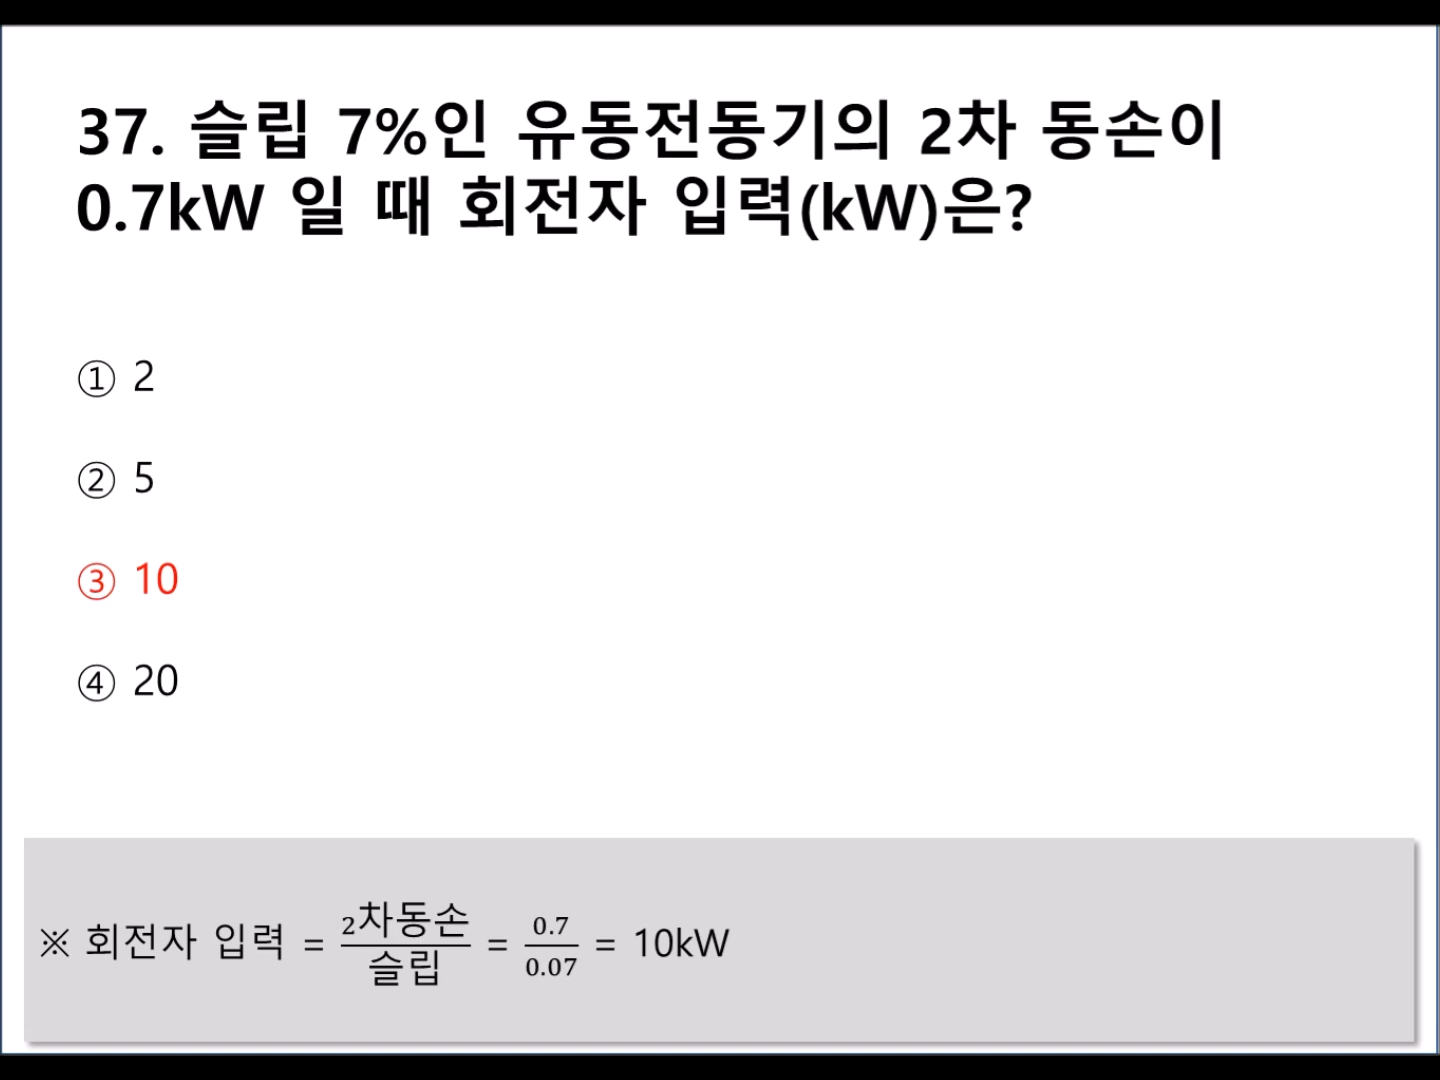 37. 슬립 7%인 유동전동기의 2차 동손이
0.7kW 일 때 회전자 입력(kW)은?
① 2
② 5
③ 10
④ 20
※ 회전자 입력 = 2차동손/슬립 = 0.7/0.07 = 10kW